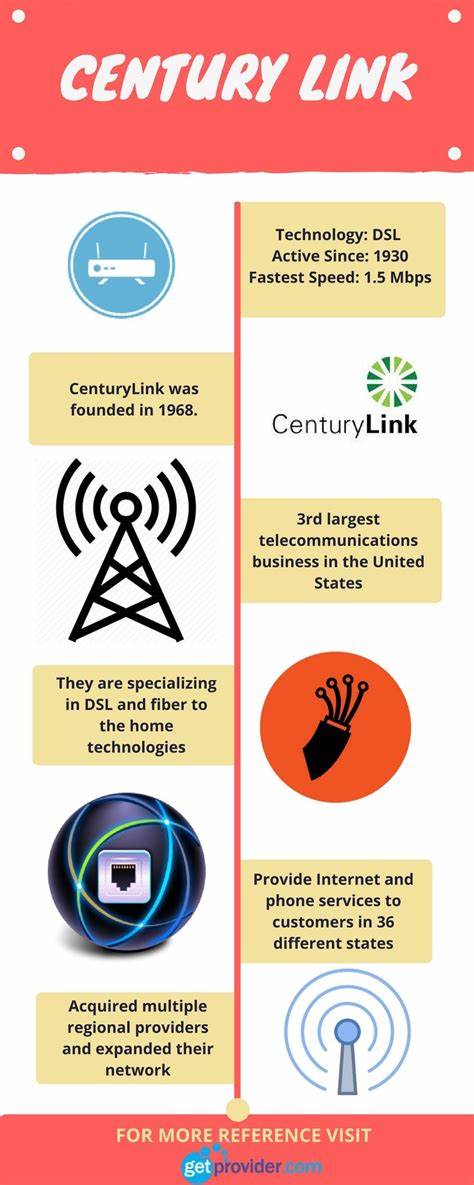 CENTURY LINK
Technology: DSL
Active Since: 1930
Fastest Speed: 1.5 Mbps
CenturyLink was
founded in 1968.
CenturyLink
3rd largest
telecommunications
business in the United
States
They are specializing
in DSL and fiber to
the home
technologies
Provide Internet and
phone services to
customers in 36
different states
Acquired multiple
regional providers
and expanded their
network
FOR MORE REFERENCE VISIT
getprovider.com